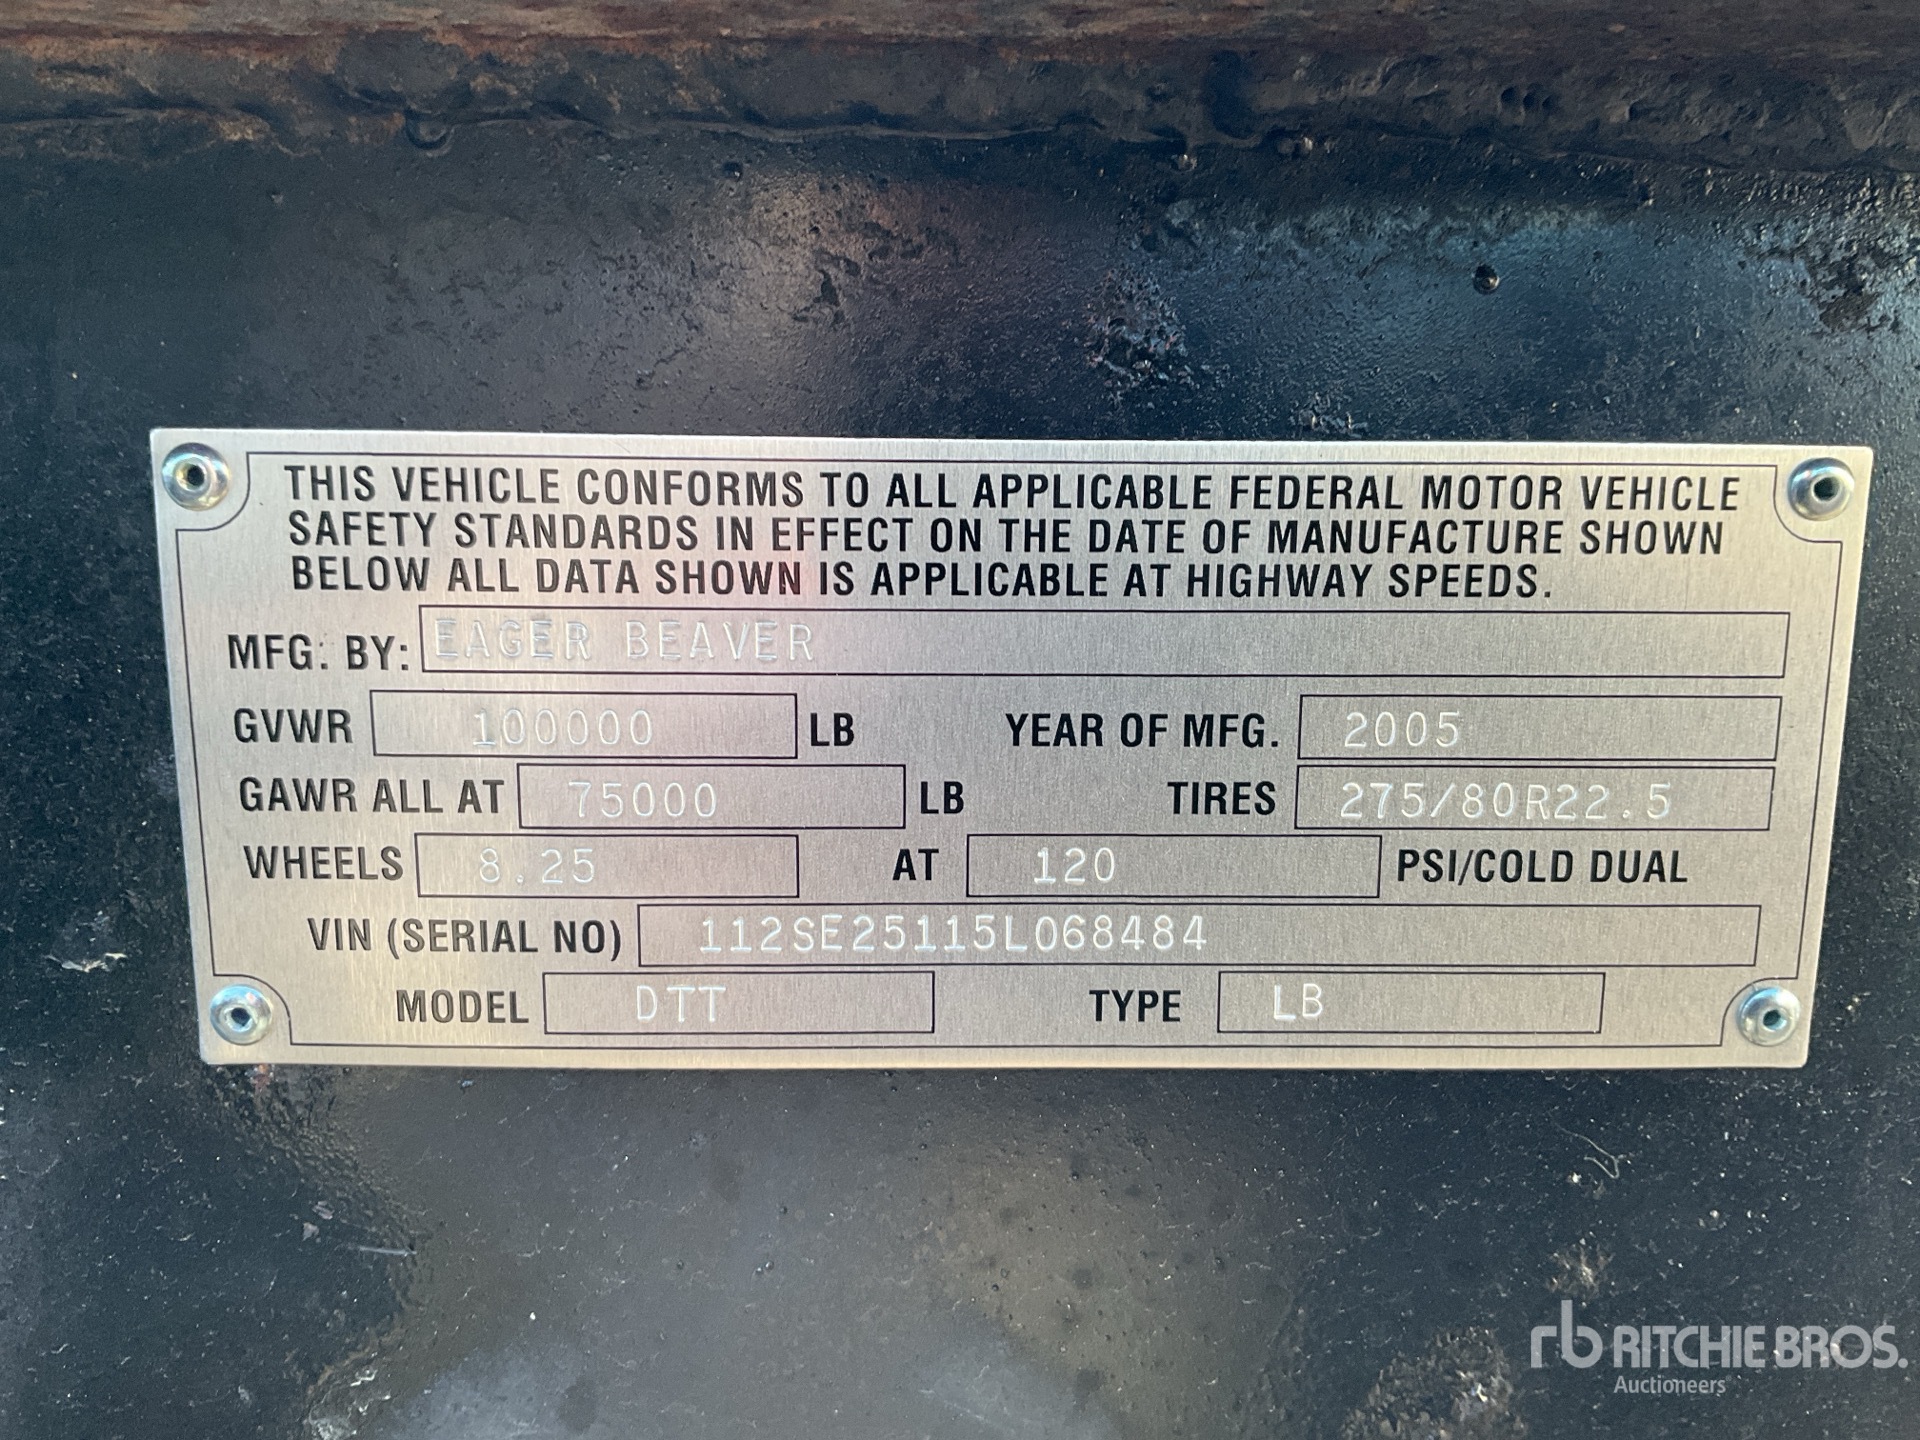 THIS VEHICLE CONFORMS TO ALL APPLICABLE FEDERAL MOTOR VEHICLE
SAFETY STANDARDS IN EFFECT ON THE DATE OF MANUFACTURE SHOWN
BELOW ALL DATA SHOWN IS APPLICABLE AT HIGHWAY SPEEDS.
MFG. BY: EAGER BEAVER
GVWR 100000 LB YEAR OF MFG. 2005
GAWR ALL AT 75000 LB TIRES 275/80R22.5
WHEELS 8.25 AT 120 PSI/COLD DUAL
VIN (SERIAL NO) 112SE25115L068484
MODEL DTT TYPE LB
rb RITCHIE BROS.
Auctioneers